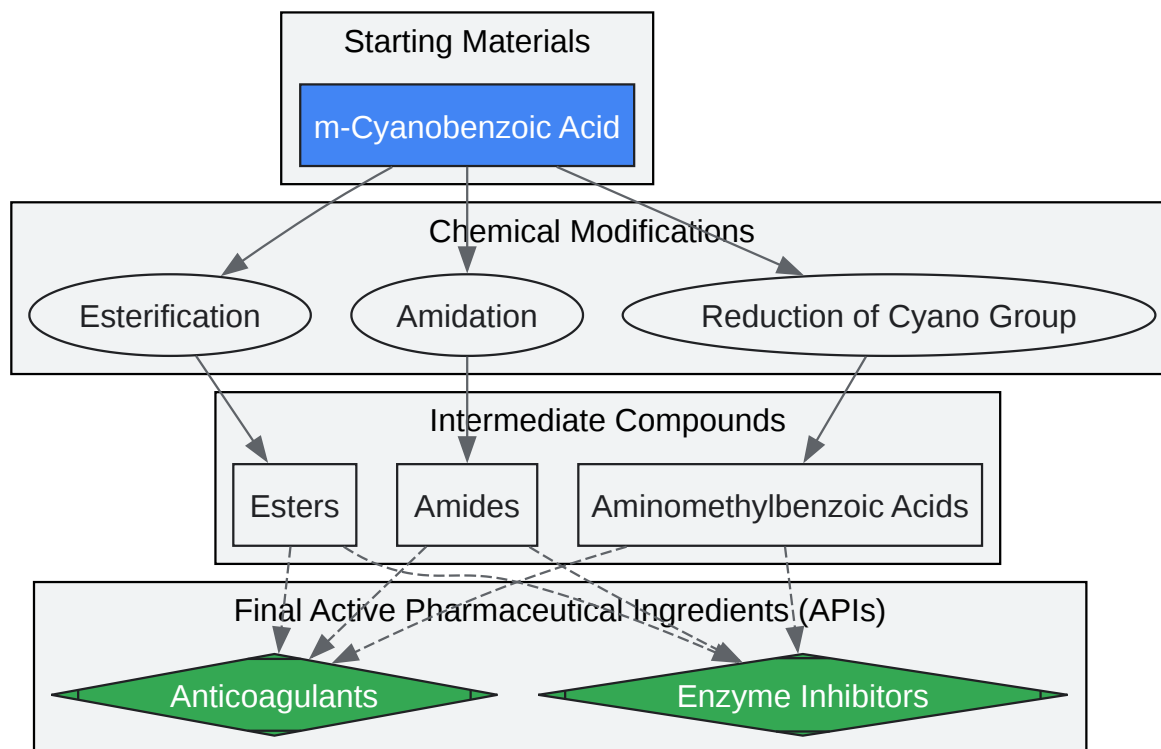 Starting Materials
m-Cyanobenzoic Acid
Chemical Modifications
Esterification
Amidation
Reduction of Cyano Group
Intermediate Compounds
Esters
Amides
Aminomethylbenzoic Acids
Final Active Pharmaceutical Ingredients (APIs)
Anticoagulants
Enzyme Inhibitors